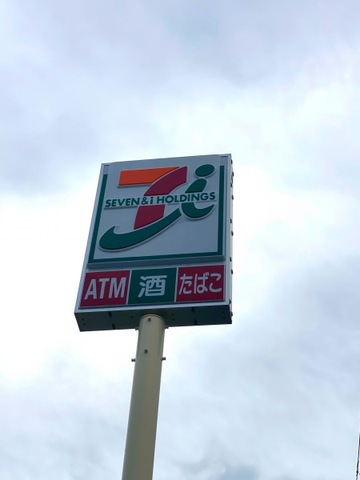 SEVEN & i HOLDINGS
ATM 酒 たばこ